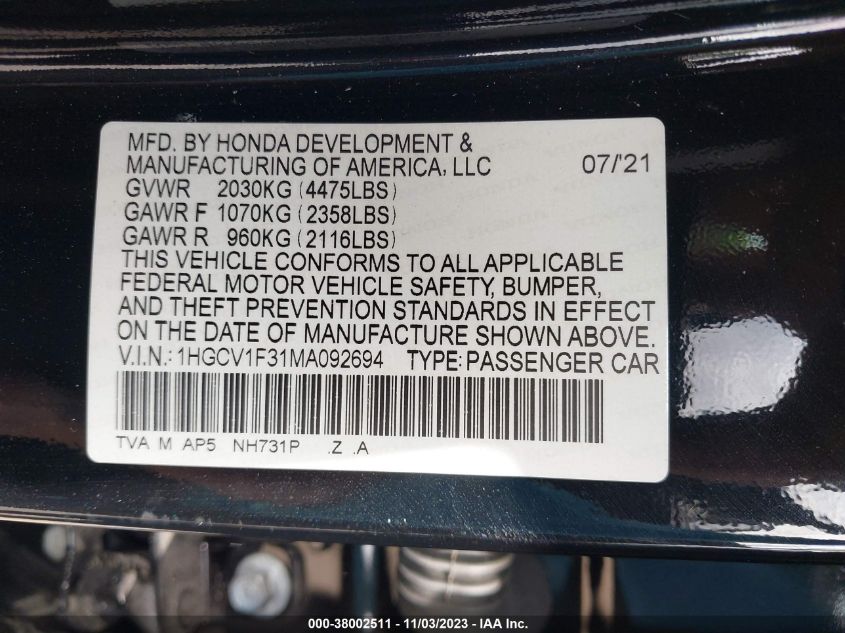 MFD. BY HONDA DEVELOPMENT &
MANUFACTURING OF AMERICA, LLC 07/'21
GVWR 2030KG (4475LBS)
GAWR F 1070KG (2358LBS)
GAWR R 960KG (2116LBS)
THIS VEHICLE CONFORMS TO ALL APPLICABLE
FEDERAL MOTOR VEHICLE SAFETY, BUMPER,
AND THEFT PREVENTION STANDARDS IN EFFECT
ON THE DATE OF MANUFACTURE SHOWN ABOVE.
V.I.N.: 1HGCV1F31MA092694 TYPE: PASSENGER CAR
TVA M AP5 NH731P .Z .A
000-38002511 - 11/03/2023 - IAA Inc.